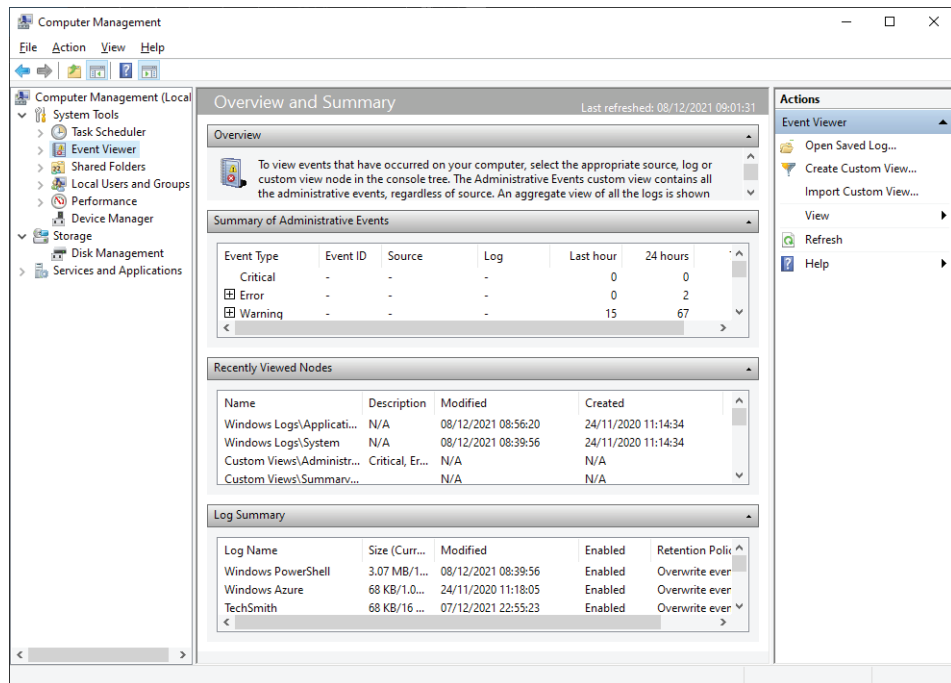 Computer Management
File Action View Help
Computer Management (Local
System Tools
Task Scheduler
Event Viewer
Shared Folders
Local Users and Groups
Performance
Device Manager
Storage
Disk Management
Services and Applications
Overview and Summary Last refreshed: 08/12/2021 09:01:31
Overview
To view events that have occurred on your computer, select the appropriate source, log or
custom view node in the console tree. The Administrative Events custom view contains all
the administrative events, regardless of source. An aggregate view of all the logs is shown
Summary of Administrative Events
Event Type Event ID Source Log Last hour 24 hours
Critical - - - 0 0
Error - - - 0 2
Warning - - - 15 67
Recently Viewed Nodes
Name Description Modified Created
Windows Logs\Applicati... N/A 08/12/2021 08:56:20 24/11/2020 11:14:34
Windows Logs\System N/A 08/12/2021 08:39:56 24/11/2020 11:14:34
Custom Views\Administr... Critical, Er... N/A N/A
Custom Views\Summary... N/A N/A
Log Summary
Log Name Size (Curr... Modified Enabled Retention Polic
Windows PowerShell 3.07 MB/1... 08/12/2021 08:39:56 Enabled Overwrite ever
Windows Azure 68 KB/1.0... 24/11/2020 11:18:05 Enabled Overwrite ever
TechSmith 68 KB/16 ... 07/12/2021 22:55:23 Enabled Overwrite ever
Actions
Event Viewer
Open Saved Log...
Create Custom View...
Import Custom View...
View
Refresh
Help